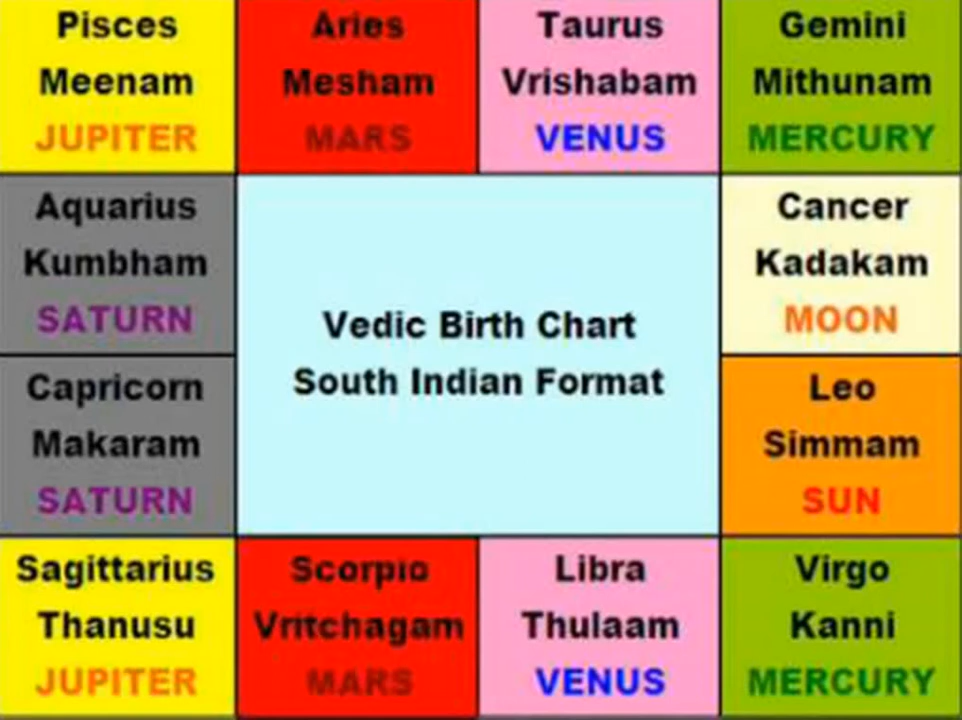 Pisces
Meenam
JUPITER
Aries
Mesham
MARS
Taurus
Vrishabam
VENUS
Gemini
Mithunam
MERCURY
Aquarius
Kumbham
SATURN
Vedic Birth Chart
South Indian Format
Cancer
Kadakam
MOON
Capricorn
Makaram
SATURN
Leo
Simmam
SUN
Sagittarius
Thanusu
JUPITER
Scorpio
Vritchagam
MARS
Libra
Thulaam
VENUS
Virgo
Kanni
MERCURY